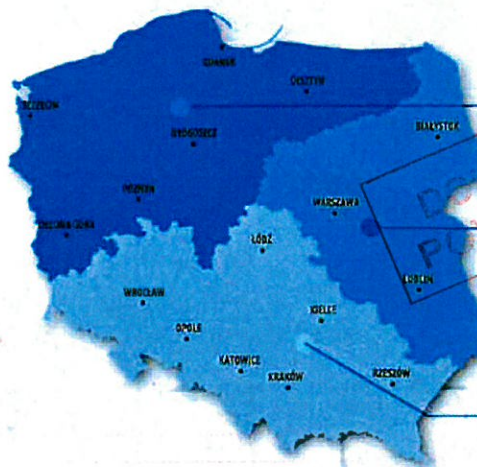 GDAŃSK
OLSZTYN
SZCZECIN
BIAŁYSTOK
BYDGOSZCZ
POZNAŃ
WARSZAWA
ZIELONA GÓRA
ŁÓDŹ
LUBLIN
WROCŁAW
KIELCE
OPOLE
KATOWICE
KRAKÓW
RZESZÓW